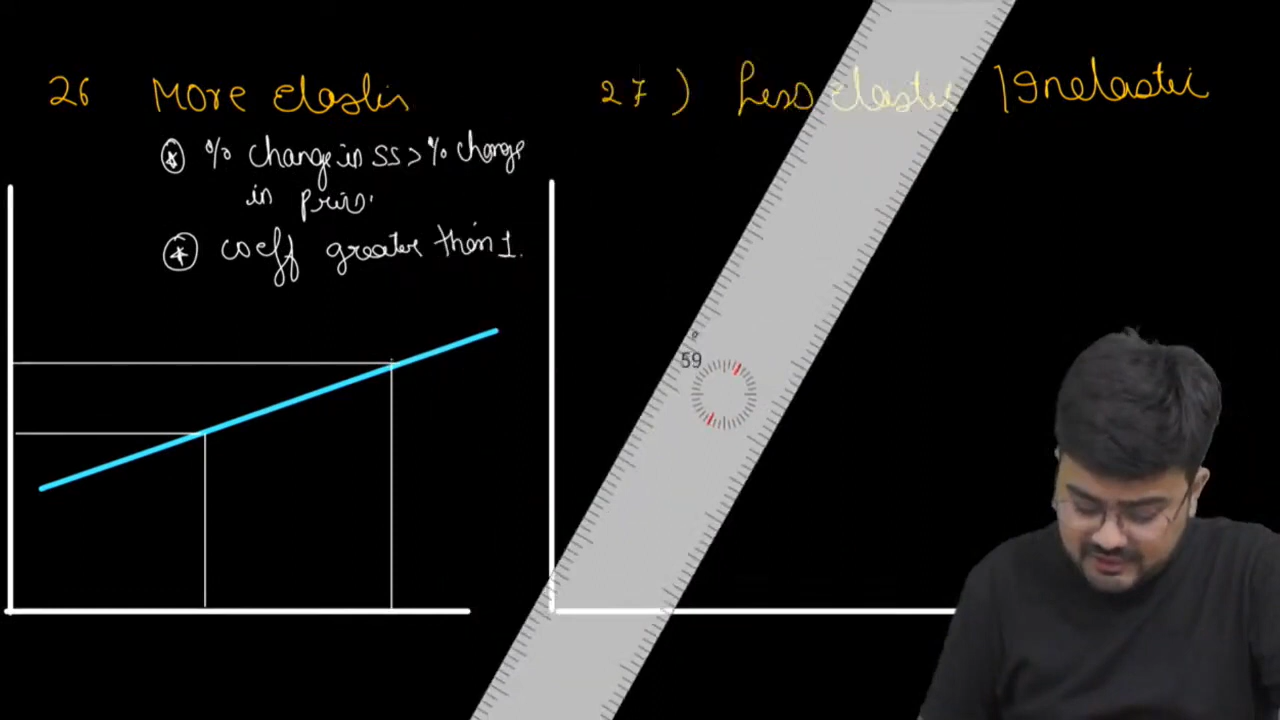 26 More elastic
* % change in SS > % change
in price.
* coeff greater than 1.
27) Less elastic / Inelastic
59°